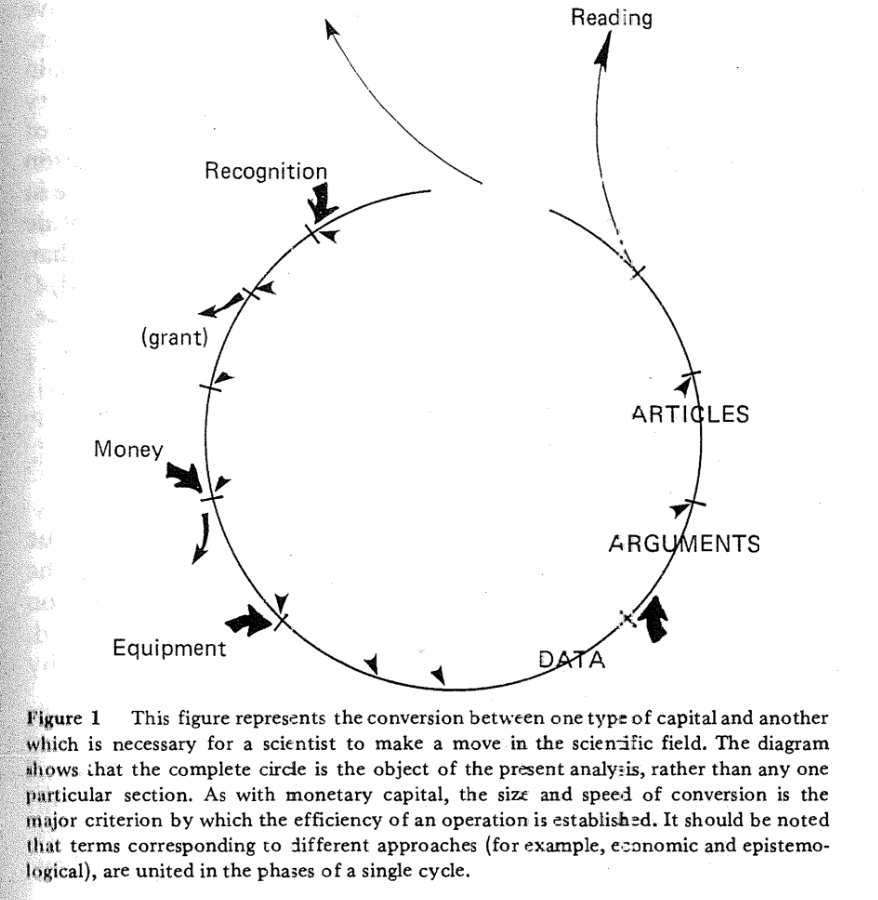 Reading
Recognition
(grant)
Money
Equipment
ARTICLES
ARGUMENTS
DATA
Figure 1 This figure represents the conversion between one type of capital and another
which is necessary for a scientist to make a move in the scientific field. The diagram
shows that the complete circle is the object of the present analysis, rather than any one
particular section. As with monetary capital, the size and speed of conversion is the
major criterion by which the efficiency of an operation is established. It should be noted
that terms corresponding to different approaches (for example, economic and epistemo-
logical), are united in the phases of a single cycle.